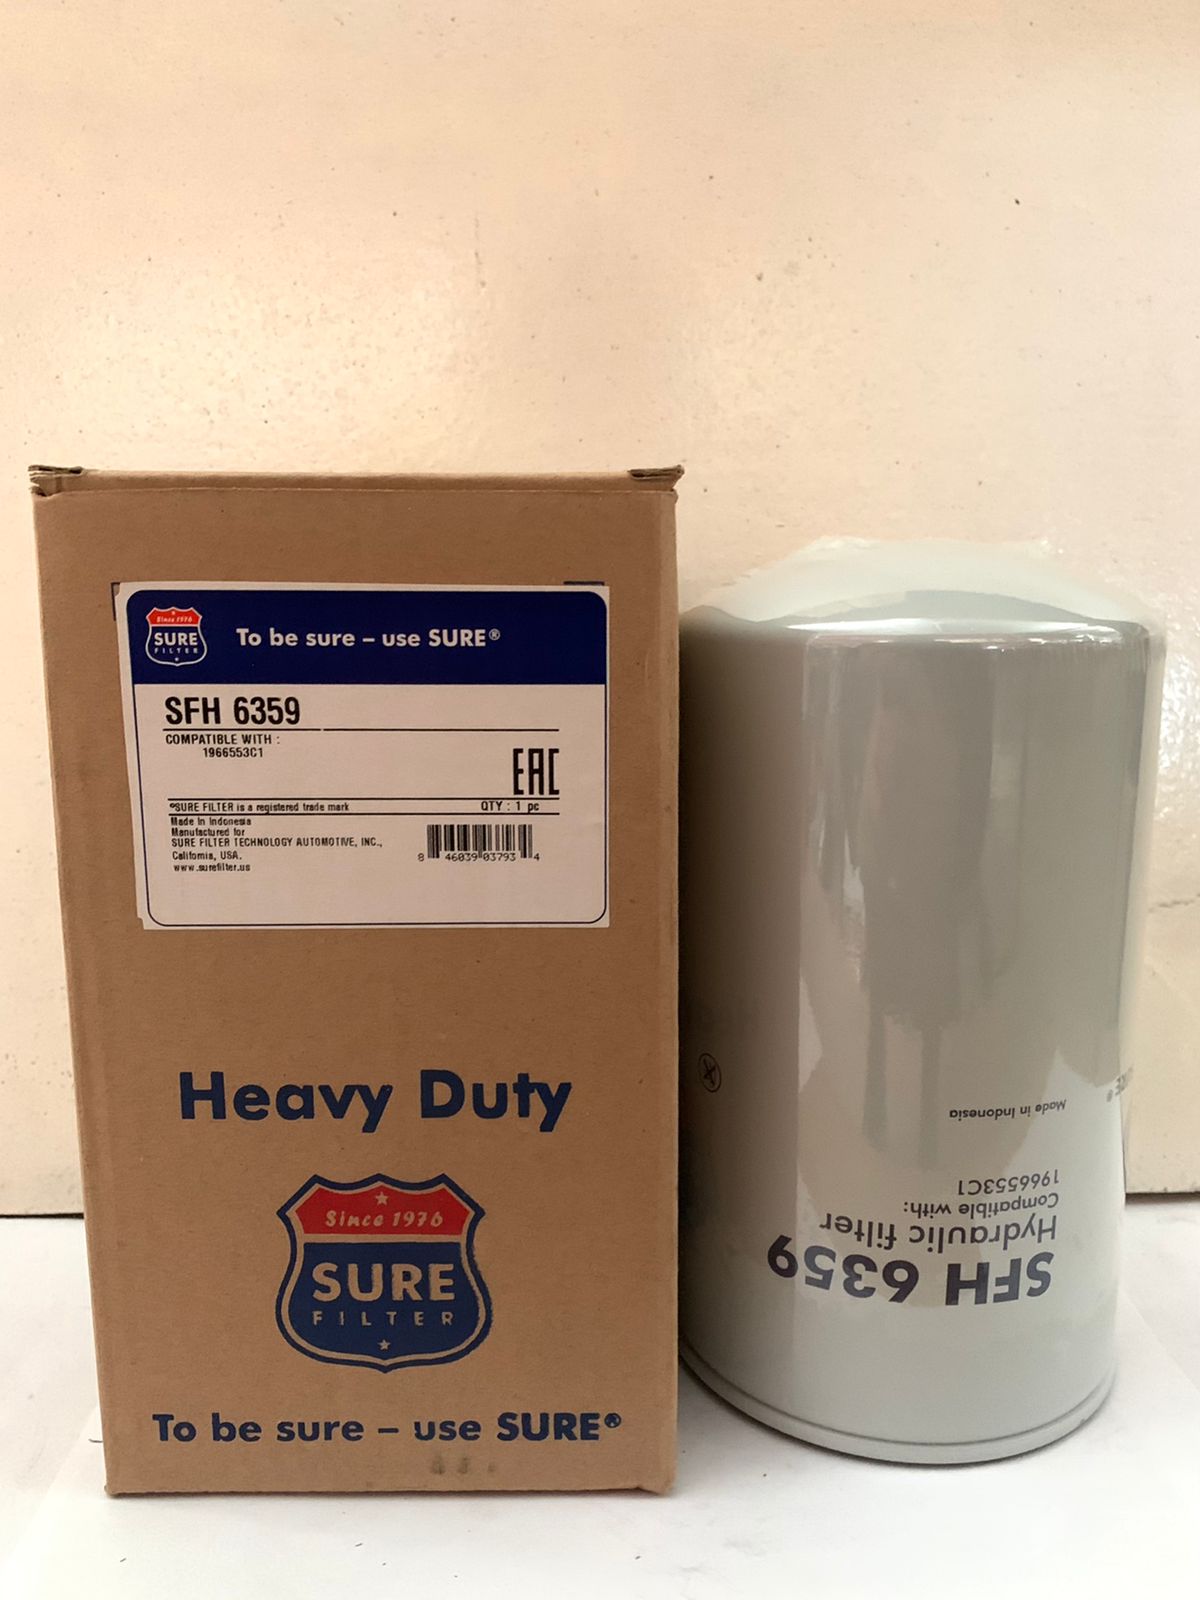 Since 1976
SURE
FILTER
To be sure – use SURE®
SFH 6359
COMPATIBLE WITH :
1966553C1
EAC
®SURE FILTER is a registered trade mark
QTY : 1 pc
Made In Indonesia
Manufactured for
SURE FILTER TECHNOLOGY AUTOMOTIVE, INC.,
California, USA.
www.surefilter.us
8 46039 03793 4
Heavy Duty
Since 1976
SURE
FILTER
To be sure – use SURE®
SFH 6359
Hydraulic filter
Compatible with:
1966553C1
Made in Indonesia